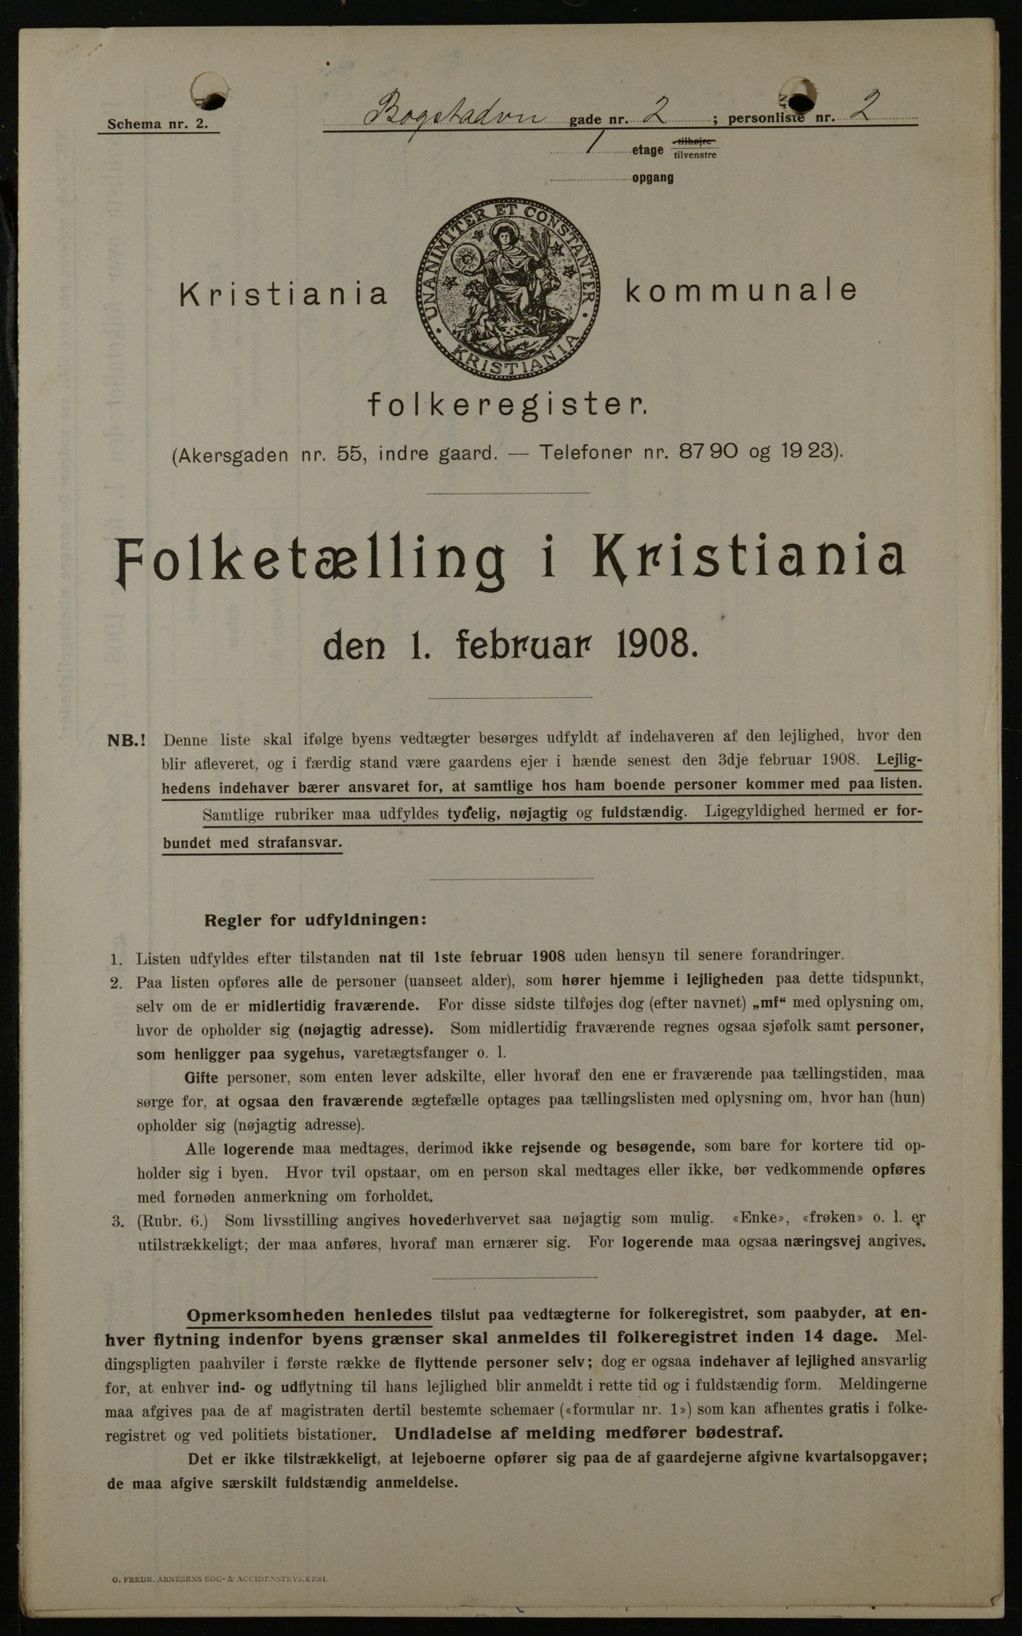 Schema nr. 2.
Bogstadvn gade nr. 2 ; personliste nr. 2
1 etage tilhøjre
tilvenstre
opgang
UNANIMITER ET CONSTANTER
KRISTIANIA
Kristiania kommunale
folkeregister.
(Akersgaden nr. 55, indre gaard. — Telefoner nr. 87 90 og 19 23).
Folketælling i Kristiania
den 1. februar 1908.
NB.! Denne liste skal ifølge byens vedtægter besørges udfyldt af indehaveren af den lejlighed, hvor den
blir afleveret, og i færdig stand være gaardens ejer i hænde senest den 3dje februar 1908. Lejlig-
hedens indehaver bærer ansvaret for, at samtlige hos ham boende personer kommer med paa listen.
Samtlige rubriker maa udfyldes tydelig, nøjagtig og fuldstændig. Ligegyldighed hermed er for-
bundet med strafansvar.
Regler for udfyldningen:
1. Listen udfyldes efter tilstanden nat til 1ste februar 1908 uden hensyn til senere forandringer.
2. Paa listen opføres alle de personer (uanseet alder), som hører hjemme i lejligheden paa dette tidspunkt,
selv om de er midlertidig fraværende. For disse sidste tilføjes dog (efter navnet) „mf“ med oplysning om,
hvor de opholder sig (nøjagtig adresse). Som midlertidig fraværende regnes ogsaa sjøfolk samt personer,
som henligger paa sygehus, varetægtsfanger o. l.
Gifte personer, som enten lever adskilte, eller hvoraf den ene er fraværende paa tællingstiden, maa
sørge for, at ogsaa den fraværende ægtefælle optages paa tællingslisten med oplysning om, hvor han (hun)
opholder sig (nøjagtig adresse).
Alle logerende maa medtages, derimod ikke rejsende og besøgende, som bare for kortere tid op-
holder sig i byen. Hvor tvil opstaar, om en person skal medtages eller ikke, bør vedkommende opføres
med fornøden anmerkning om forholdet.
3. (Rubr. 6.) Som livsstilling angives hovederhvervet saa nøjagtig som mulig. «Enke», «frøken» o. l. er
utilstrækkeligt; der maa anføres, hvoraf man ernærer sig. For logerende maa ogsaa næringsvej angives.
Opmerksomheden henledes tilslut paa vedtægterne for folkeregistret, som paabyder, at en-
hver flytning indenfor byens grænser skal anmeldes til folkeregistret inden 14 dage. Mel-
dingspligten paahviler i første række de flyttende personer selv; dog er ogsaa indehaver af lejlighed ansvarlig
for, at enhver ind- og udflytning til hans lejlighed blir anmeldt i rette tid og i fuldstændig form. Meldingerne
maa afgives paa de af magistraten dertil bestemte schemaer («formular nr. 1») som kan afhentes gratis i folke-
registret og ved politiets bistationer. Undladelse af melding medfører bødestraf.
Det er ikke tilstrækkeligt, at lejeboerne opfører sig paa de af gaardejerne afgivne kvartalsopgaver;
de maa afgive særskilt fuldstændig anmeldelse.
O. FREDR. ARNESENS BOG- & ACCIDENSTRYKKERI.